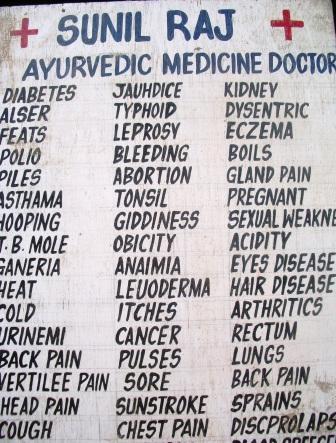 SUNIL RAJ
AYURVEDIC MEDICINE DOCTOR
DIABETES JAUHDICE KIDNEY
ALSER TYPHOID DYSENTRIC
FEATS LEPROSY ECZEMA
POLIO BLEEDING BOILS
PILES ABORTION GLAND PAIN
ASTHAMA TONSIL PREGNANT
HOOPING GIDDINESS SEXUAL WEAKNE
T.B. MOLE OBICITY ACIDITY
GANERIA ANAIMIA EYES DISEASE
HEAT LEUODERMA HAIR DISEASE
COLD ITCHES ARTHRITICS
URINEMI CANCER RECTUM
BACK PAIN PULSES LUNGS
VERTILEE PAIN SORE BACK PAIN
HEAD PAIN SUNSTROKE SPRAINS
COUGH CHEST PAIN DISCPROLAPS